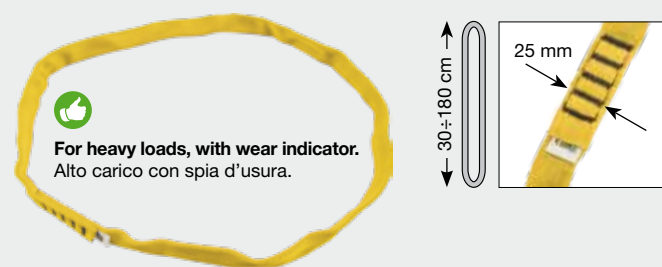 For heavy loads, with wear indicator.
Alto carico con spia d'usura.
30÷180 cm
25 mm